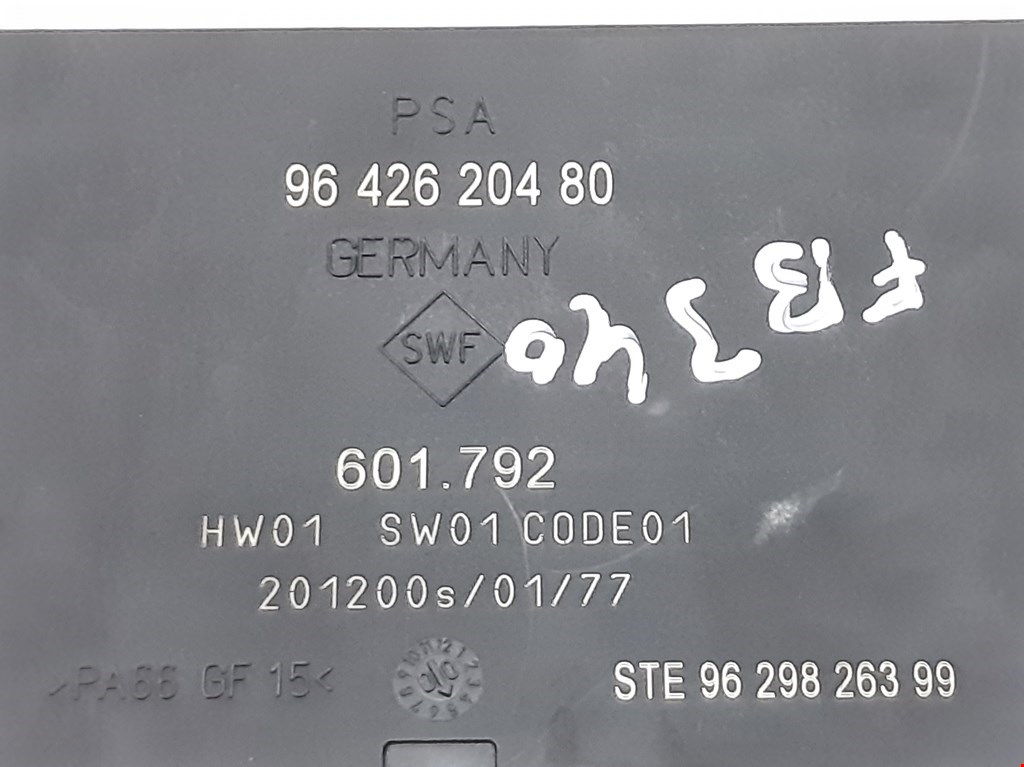 PSA
96 426 204 80
GERMANY
SWF
601.792
HW01 SW01 CODE01
201200s/01/77
>PA66 GF 15<
STE 96 298 263 99